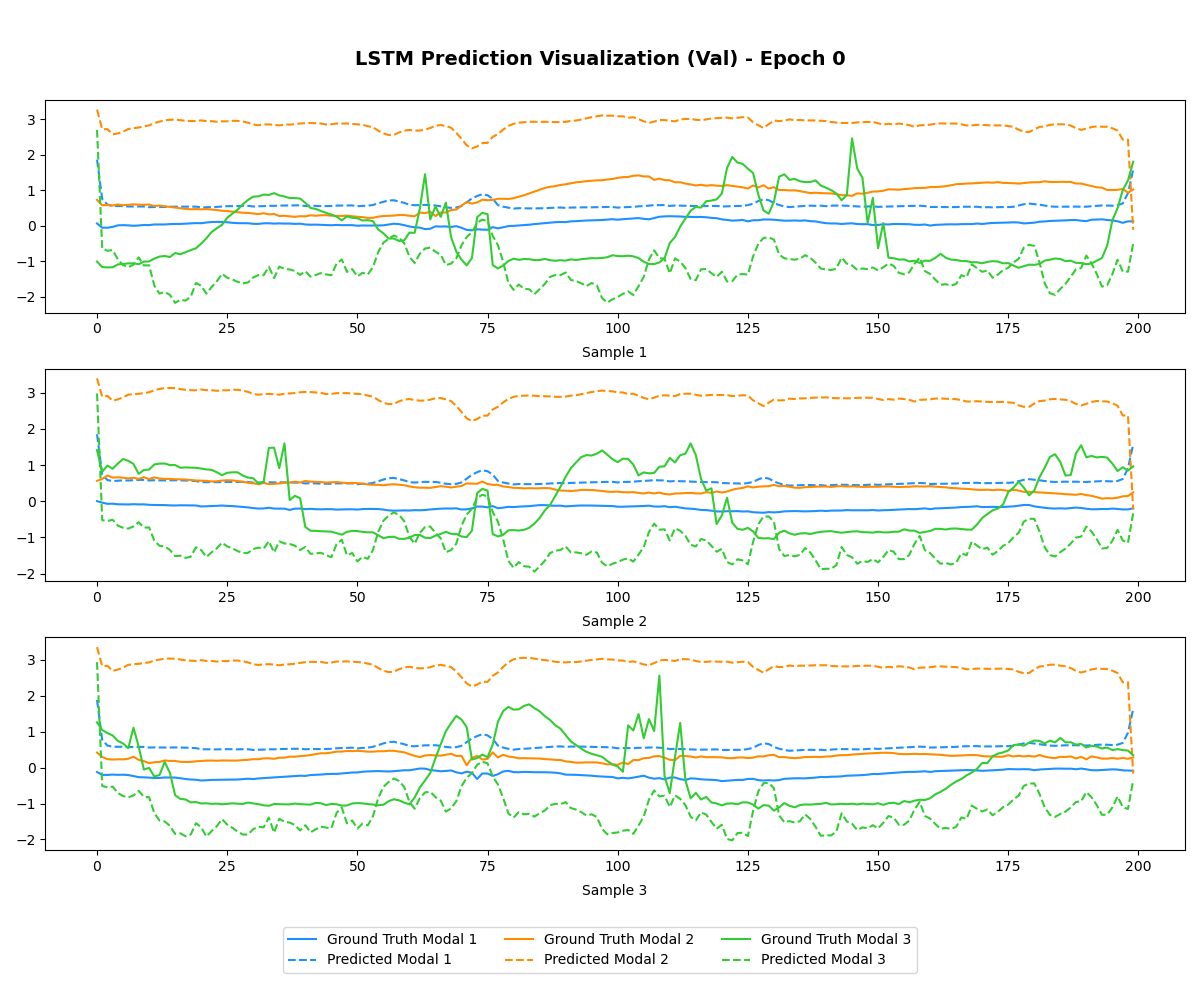 LSTM Prediction Visualization (Val) - Epoch 0
3
2
1
0
−1
−2
0 25 50 75 100 125 150 175 200
Sample 1
3
2
1
0
−1
−2
0 25 50 75 100 125 150 175 200
Sample 2
3
2
1
0
−1
−2
0 25 50 75 100 125 150 175 200
Sample 3
Ground Truth Modal 1 Ground Truth Modal 2 Ground Truth Modal 3
Predicted Modal 1 Predicted Modal 2 Predicted Modal 3